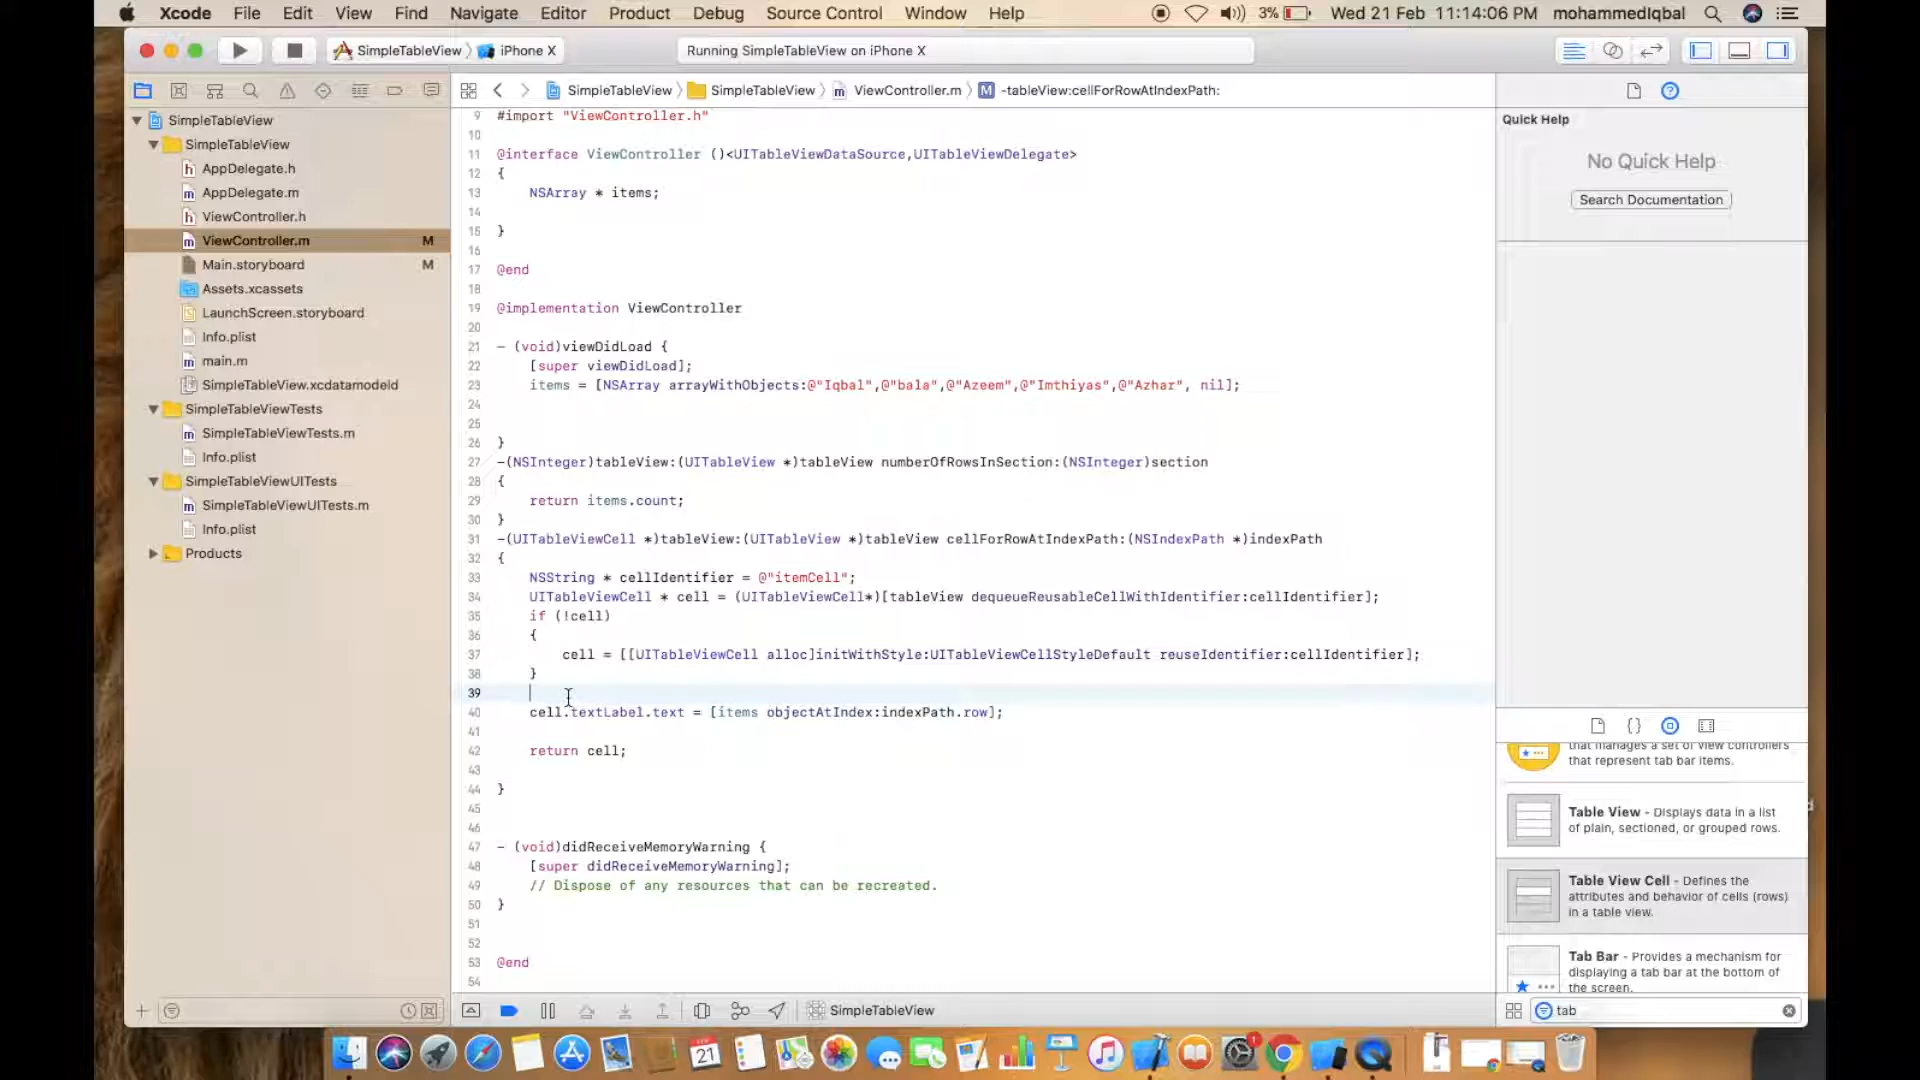 Xcode File Edit View Find Navigate Editor Product Debug Source Control Window Help 3% Wed 21 Feb 11:14:06 PM mohammedIqbal
SimpleTableView iPhone X Running SimpleTableView on iPhone X
SimpleTableView SimpleTableView ViewController.m M -tableView:cellForRowAtIndexPath:
SimpleTableView
SimpleTableView
h AppDelegate.h
m AppDelegate.m
h ViewController.h
m ViewController.m M
Main.storyboard M
Assets.xcassets
LaunchScreen.storyboard
Info.plist
m main.m
SimpleTableView.xcdatamodeld
SimpleTableViewTests
m SimpleTableViewTests.m
Info.plist
SimpleTableViewUITests
m SimpleTableViewUITests.m
Info.plist
Products
9 #import "ViewController.h"
10
11 @interface ViewController ()<UITableViewDataSource,UITableViewDelegate>
12 {
13 NSArray * items;
14
15 }
16
17 @end
18
19 @implementation ViewController
20
21 - (void)viewDidLoad {
22 [super viewDidLoad];
23 items = [NSArray arrayWithObjects:@"Iqbal",@"bala",@"Azeem",@"Imthiyas",@"Azhar", nil];
24
25
26 }
27 -(NSInteger)tableView:(UITableView *)tableView numberOfRowsInSection:(NSInteger)section
28 {
29 return items.count;
30 }
31 -(UITableViewCell *)tableView:(UITableView *)tableView cellForRowAtIndexPath:(NSIndexPath *)indexPath
32 {
33 NSString * cellIdentifier = @"itemCell";
34 UITableViewCell * cell = (UITableViewCell*)[tableView dequeueReusableCellWithIdentifier:cellIdentifier];
35 if (!cell)
36 {
37 cell = [[UITableViewCell alloc]initWithStyle:UITableViewCellStyleDefault reuseIdentifier:cellIdentifier];
38 }
39
40 cell.textLabel.text = [items objectAtIndex:indexPath.row];
41
42 return cell;
43
44 }
45
46
47 - (void)didReceiveMemoryWarning {
48 [super didReceiveMemoryWarning];
49 // Dispose of any resources that can be recreated.
50 }
51
52
53 @end
54
SimpleTableView
Quick Help
No Quick Help
Search Documentation
that manages a set of view controllers
that represent tab bar items.
Table View - Displays data in a list
of plain, sectioned, or grouped rows.
Table View Cell - Defines the
attributes and behavior of cells (rows)
in a table view.
Tab Bar - Provides a mechanism for
displaying a tab bar at the bottom of
the screen.
tab
FEB
21
1